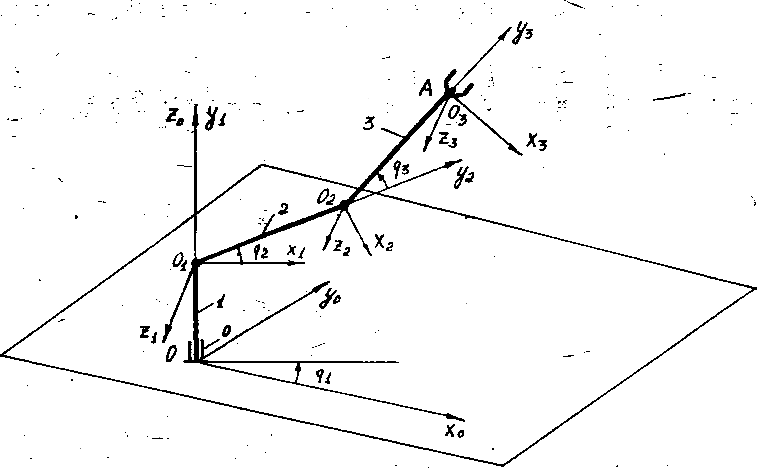 y₃
A
O₃
z₀ y₁
3
z₃
x₃
q₃
y₂
O₂
2
z₂
x₂
q₂
x₁
O₁
y₀
1
z₁
0
O
q₁
x₀